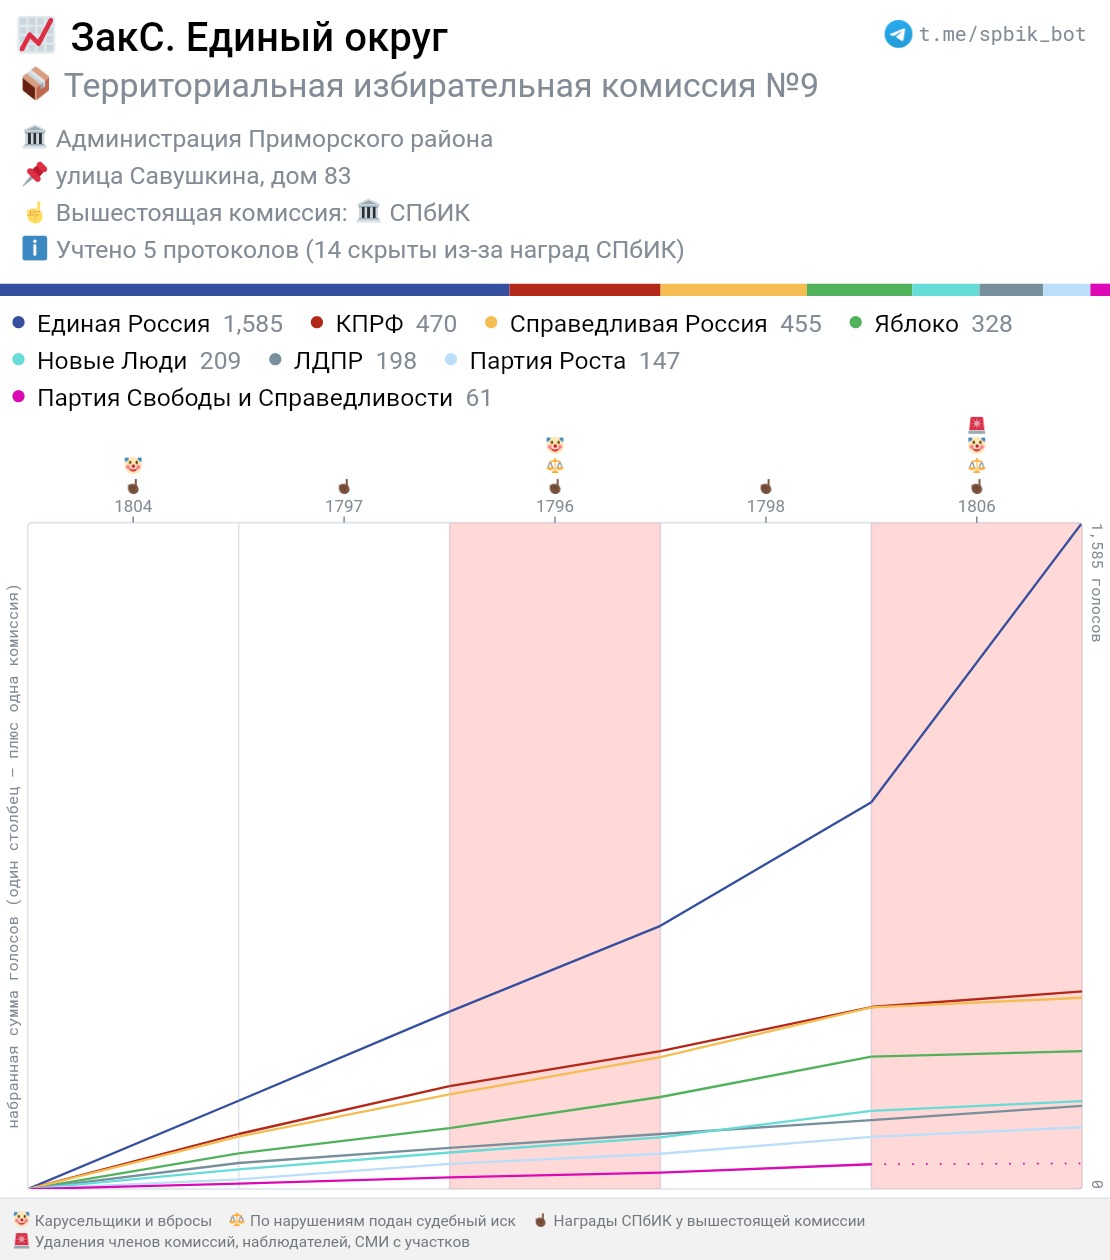 ЗакС. Единый округ
t.me/spbik_bot
Территориальная избирательная комиссия №9
Администрация Приморского района
улица Савушкина, дом 83
Вышестоящая комиссия: СПбИК
Учтено 5 протоколов (14 скрыты из-за наград СПбИК)
Единая Россия 1,585 КПРФ 470 Справедливая Россия 455 Яблоко 328
Новые Люди 209 ЛДПР 198 Партия Роста 147
Партия Свободы и Справедливости 61
1804 1797 1796 1798 1806
набранная сумма голосов (один столбец — плюс одна комиссия)
1,585 голосов
0
Карусельщики и вбросы По нарушениям подан судебный иск Награды СПбИК у вышестоящей комиссии
Удаления членов комиссий, наблюдателей, СМИ с участков